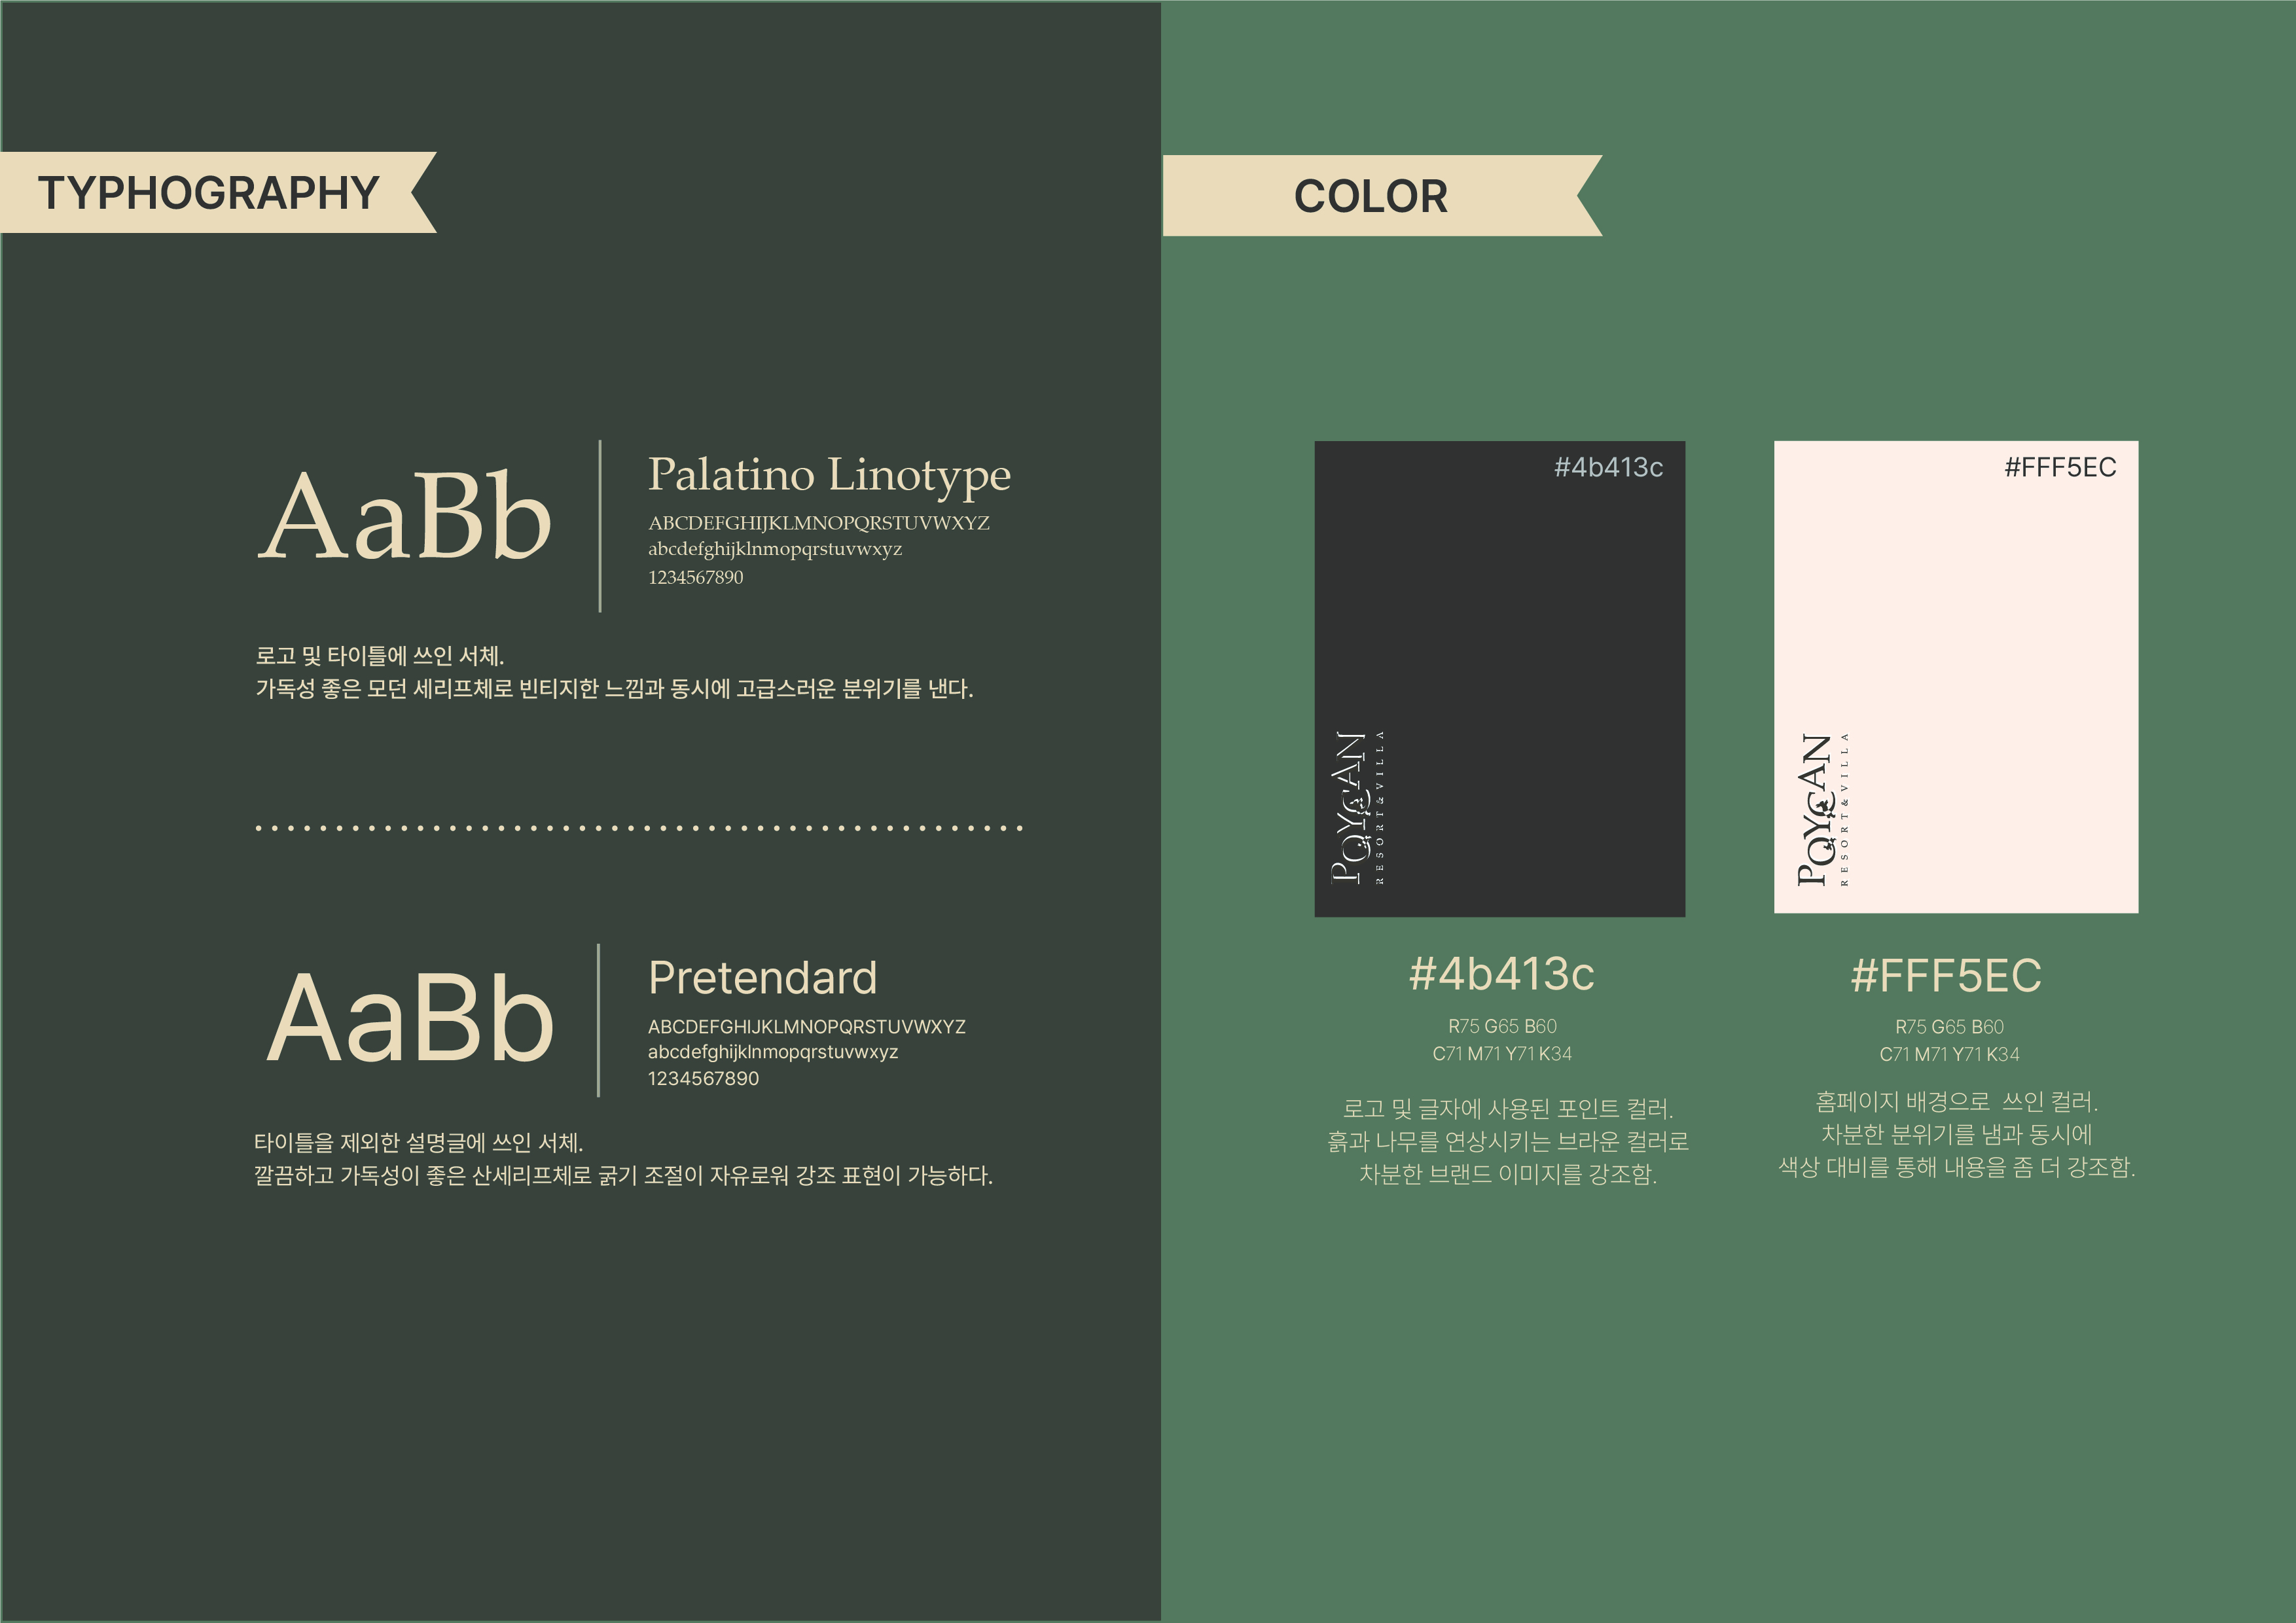 TYPHOGRAPHY
AaBb
Palatino Linotype
ABCDEFGHIJKLMNOPQRSTUVWXYZ
abcdefghijklnmopqrstuvwxyz
1234567890
로고 및 타이틀에 쓰인 서체.
가독성 좋은 모던 세리프체로 빈티지한 느낌과 동시에 고급스러운 분위기를 낸다.
AaBb
Pretendard
ABCDEFGHIJKLMNOPQRSTUVWXYZ
abcdefghijklnmopqrstuvwxyz
1234567890
타이틀을 제외한 설명글에 쓰인 서체.
깔끔하고 가독성이 좋은 산세리프체로 굵기 조절이 자유로워 강조 표현이 가능하다.
COLOR
#4b413c
POYCAN
RESORT&VILLA
#4b413c
R75 G65 B60
C71 M71 Y71 K34
로고 및 글자에 사용된 포인트 컬러.
흙과 나무를 연상시키는 브라운 컬러로
차분한 브랜드 이미지를 강조함.
#FFF5EC
POYCAN
RESORT&VILLA
#FFF5EC
R75 G65 B60
C71 M71 Y71 K34
홈페이지 배경으로  쓰인 컬러.
차분한 분위기를 냄과 동시에
색상 대비를 통해 내용을 좀 더 강조함.